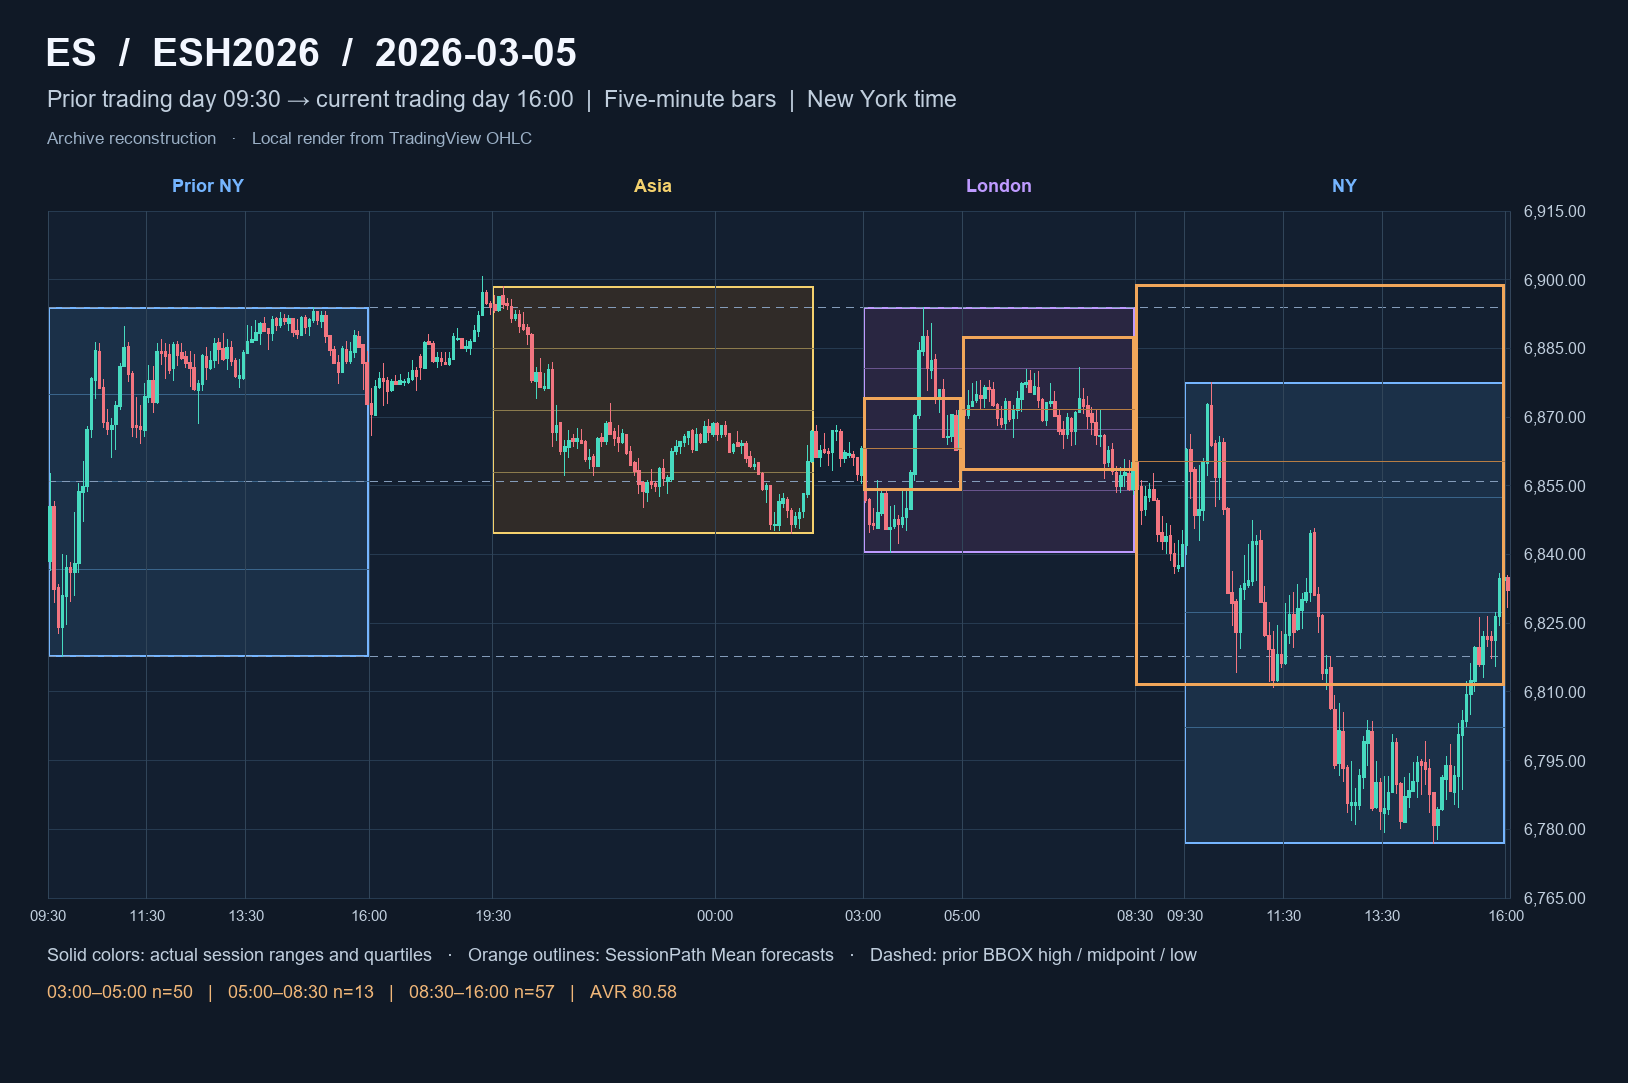 ES / ESH2026 / 2026-03-05
Prior trading day 09:30 → current trading day 16:00 | Five-minute bars | New York time
Archive reconstruction · Local render from TradingView OHLC
Prior NY Asia London NY
6,915.00
6,900.00
6,885.00
6,870.00
6,855.00
6,840.00
6,825.00
6,810.00
6,795.00
6,780.00
6,765.00
09:30 11:30 13:30 16:00 19:30 00:00 03:00 05:00 08:30 09:30 11:30 13:30 16:00
Solid colors: actual session ranges and quartiles · Orange outlines: SessionPath Mean forecasts · Dashed: prior BBOX high / midpoint / low
03:00–05:00 n=50 | 05:00–08:30 n=13 | 08:30–16:00 n=57 | AVR 80.58